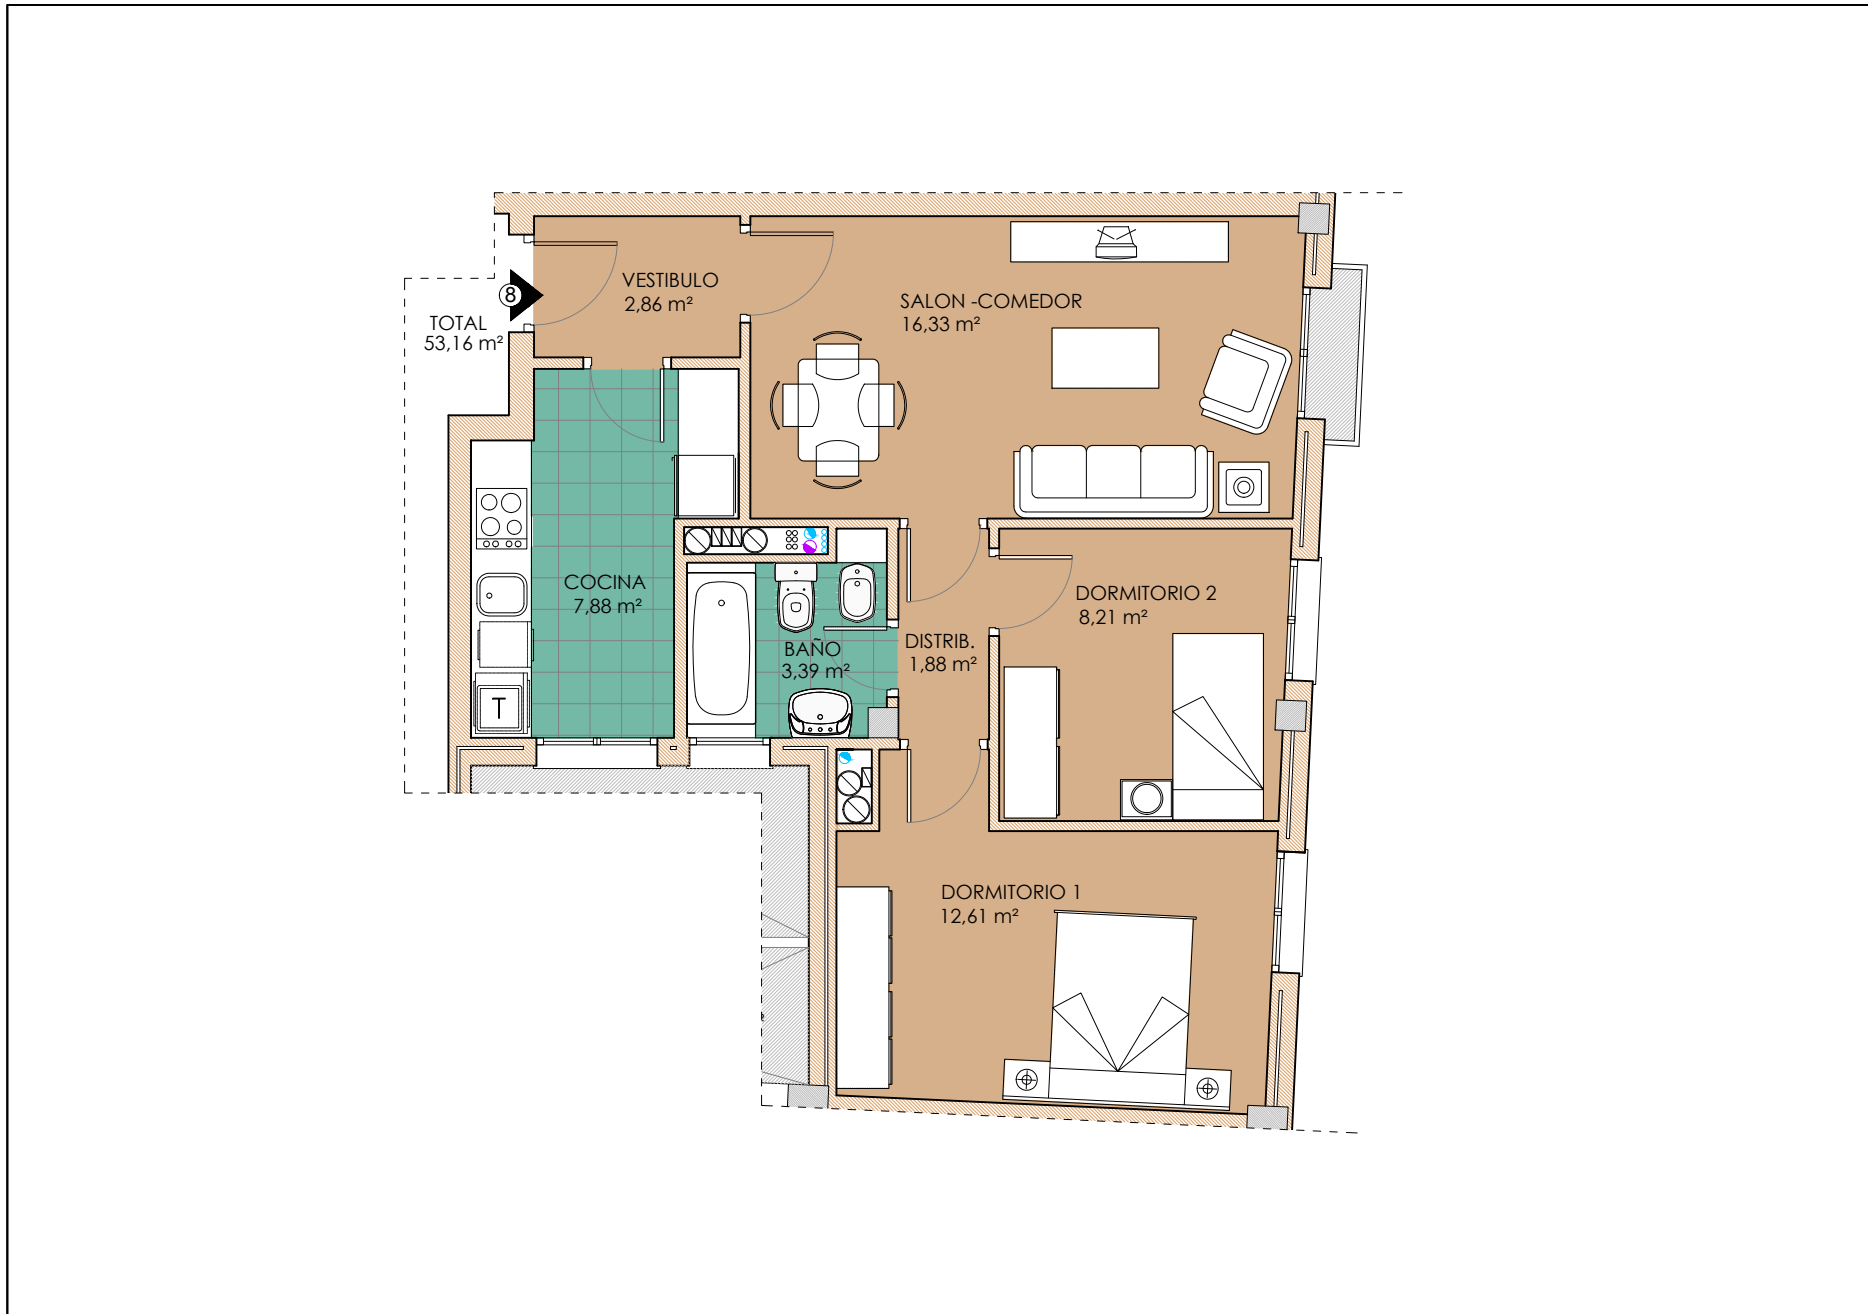 VESTIBULO
2,86 m²
8
TOTAL
53,16 m²
SALON -COMEDOR
16,33 m²
COCINA
7,88 m²
BAÑO
3,39 m²
DISTRIB.
1,88 m²
DORMITORIO 2
8,21 m²
T
DORMITORIO 1
12,61 m²